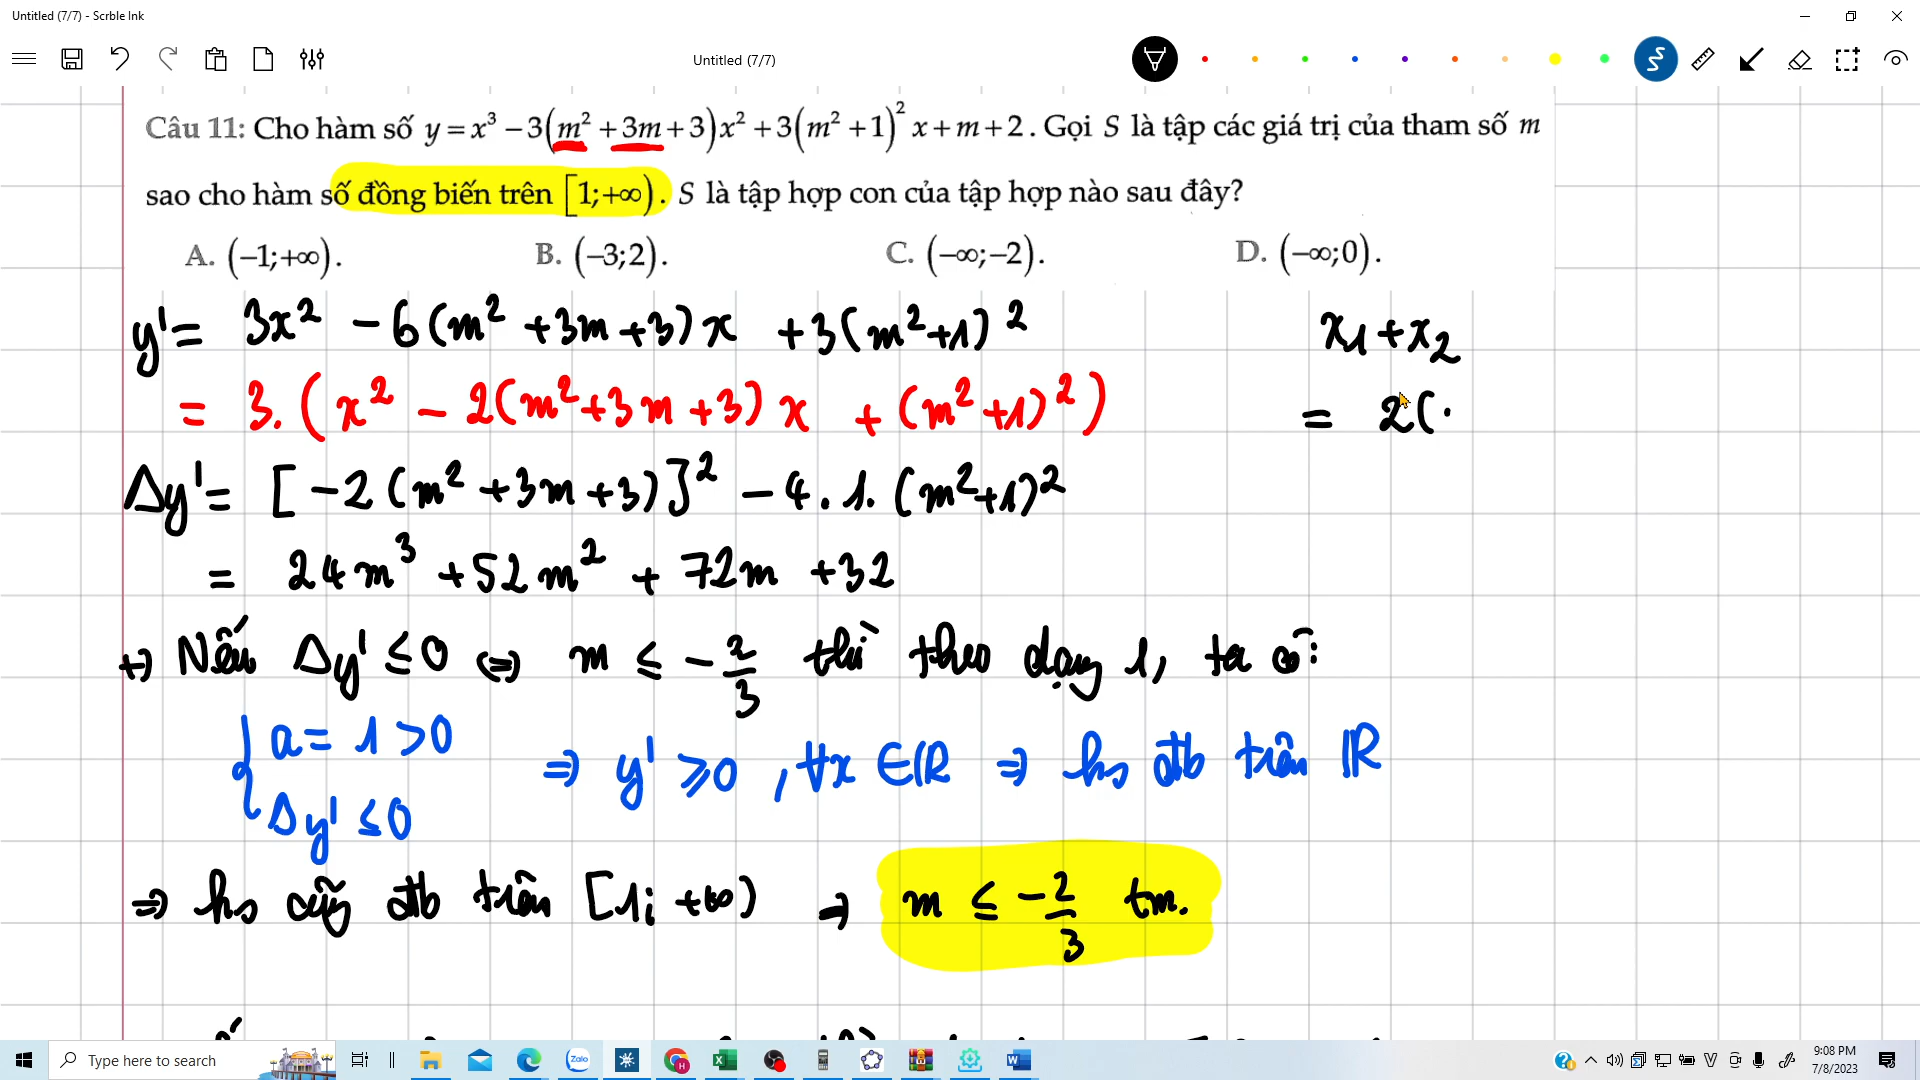 Untitled (7/7) - Scrble Ink
Untitled (7/7)
Câu 11: Cho hàm số y = x³ − 3(m² + 3m + 3)x² + 3(m² + 1)² x + m + 2. Gọi S là tập các giá trị của tham số m
sao cho hàm số đồng biến trên [1; +∞). S là tập hợp con của tập hợp nào sau đây?
A. (−1; +∞). B. (−3; 2). C. (−∞; −2). D. (−∞; 0).
y' = 3x² − 6(m² + 3m + 3)x + 3(m² + 1)²
x₁ + x₂
= 3.(x² − 2(m² + 3m + 3)x + (m² + 1)²)
= 2(.
Δy' = [−2(m² + 3m + 3)]² − 4.1.(m² + 1)²
= 24m³ + 52m² + 72m + 32
+) Nếu Δy' ≤ 0 ⇔ m ≤ −2/3 thì theo dạng 1, ta có:
{ a = 1 > 0
Δy' ≤ 0
⇒ y' ≥ 0, ∀x ∈ ℝ ⇒ hs đb trên ℝ
⇒ hs cũng đb trên [1; +∞) ⇒ m ≤ −2/3 tm.
Type here to search
9:08 PM
7/8/2023